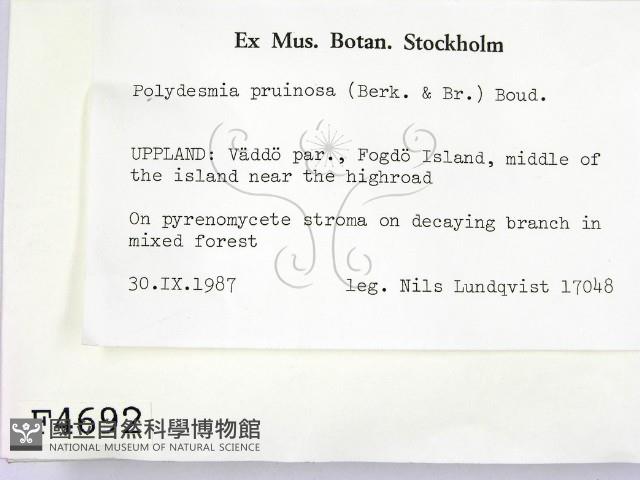 Ex Mus. Botan. Stockholm
Polydesmia pruinosa (Berk. & Br.) Boud.
UPPLAND: Väddö par., Fogdö Island, middle of
the island near the highroad
On pyrenomycete stroma on decaying branch in
mixed forest
30.IX.1987 leg. Nils Lundqvist 17048
F4692
國立自然科學博物館
NATIONAL MUSEUM OF NATURAL SCIENCE